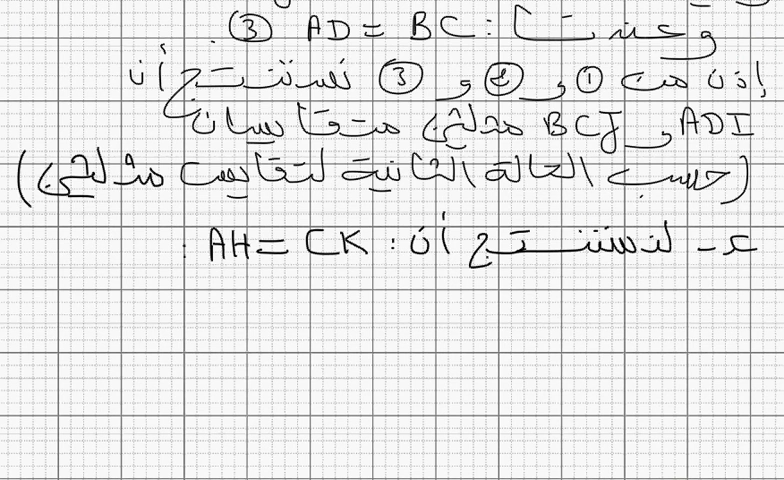 وعندنا : AD = BC ③.
إذن من ① و ② و ③ نستنتج أن
ADI و BCJ مثلثين متقايسان
(حسب الحالة الثانية لتقايس مثلثين)
ع - لنستنتج أن : AH = CK :